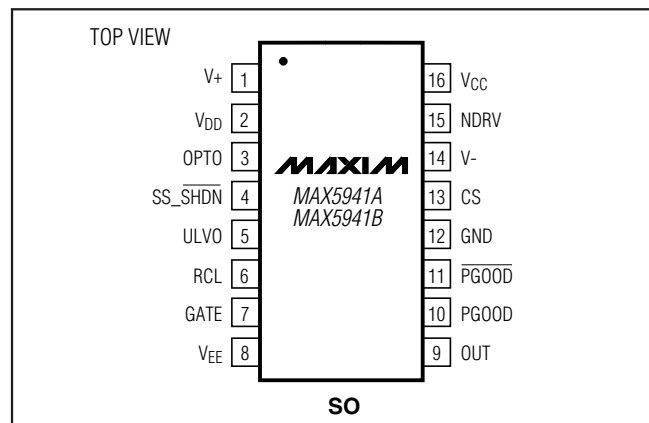 TOP VIEW
V+ 1
VDD 2
OPTO 3
SS_SHDN 4
ULVO 5
RCL 6
GATE 7
VEE 8
MAXIM
MAX5941A
MAX5941B
16 VCC
15 NDRV
14 V-
13 CS
12 GND
11 PGOOD
10 PGOOD
9 OUT
SO